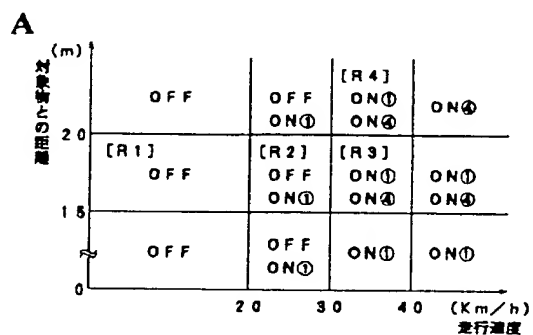 A
(m)
対象物との距離
[R4]
OFF OFF ON① ON④
ON① ON④
20
[R1] [R2] [R3]
OFF OFF ON① ON①
ON① ON④ ON④
15
OFF OFF ON① ON①
ON①
0
20 30 40 (Km/h)
走行速度